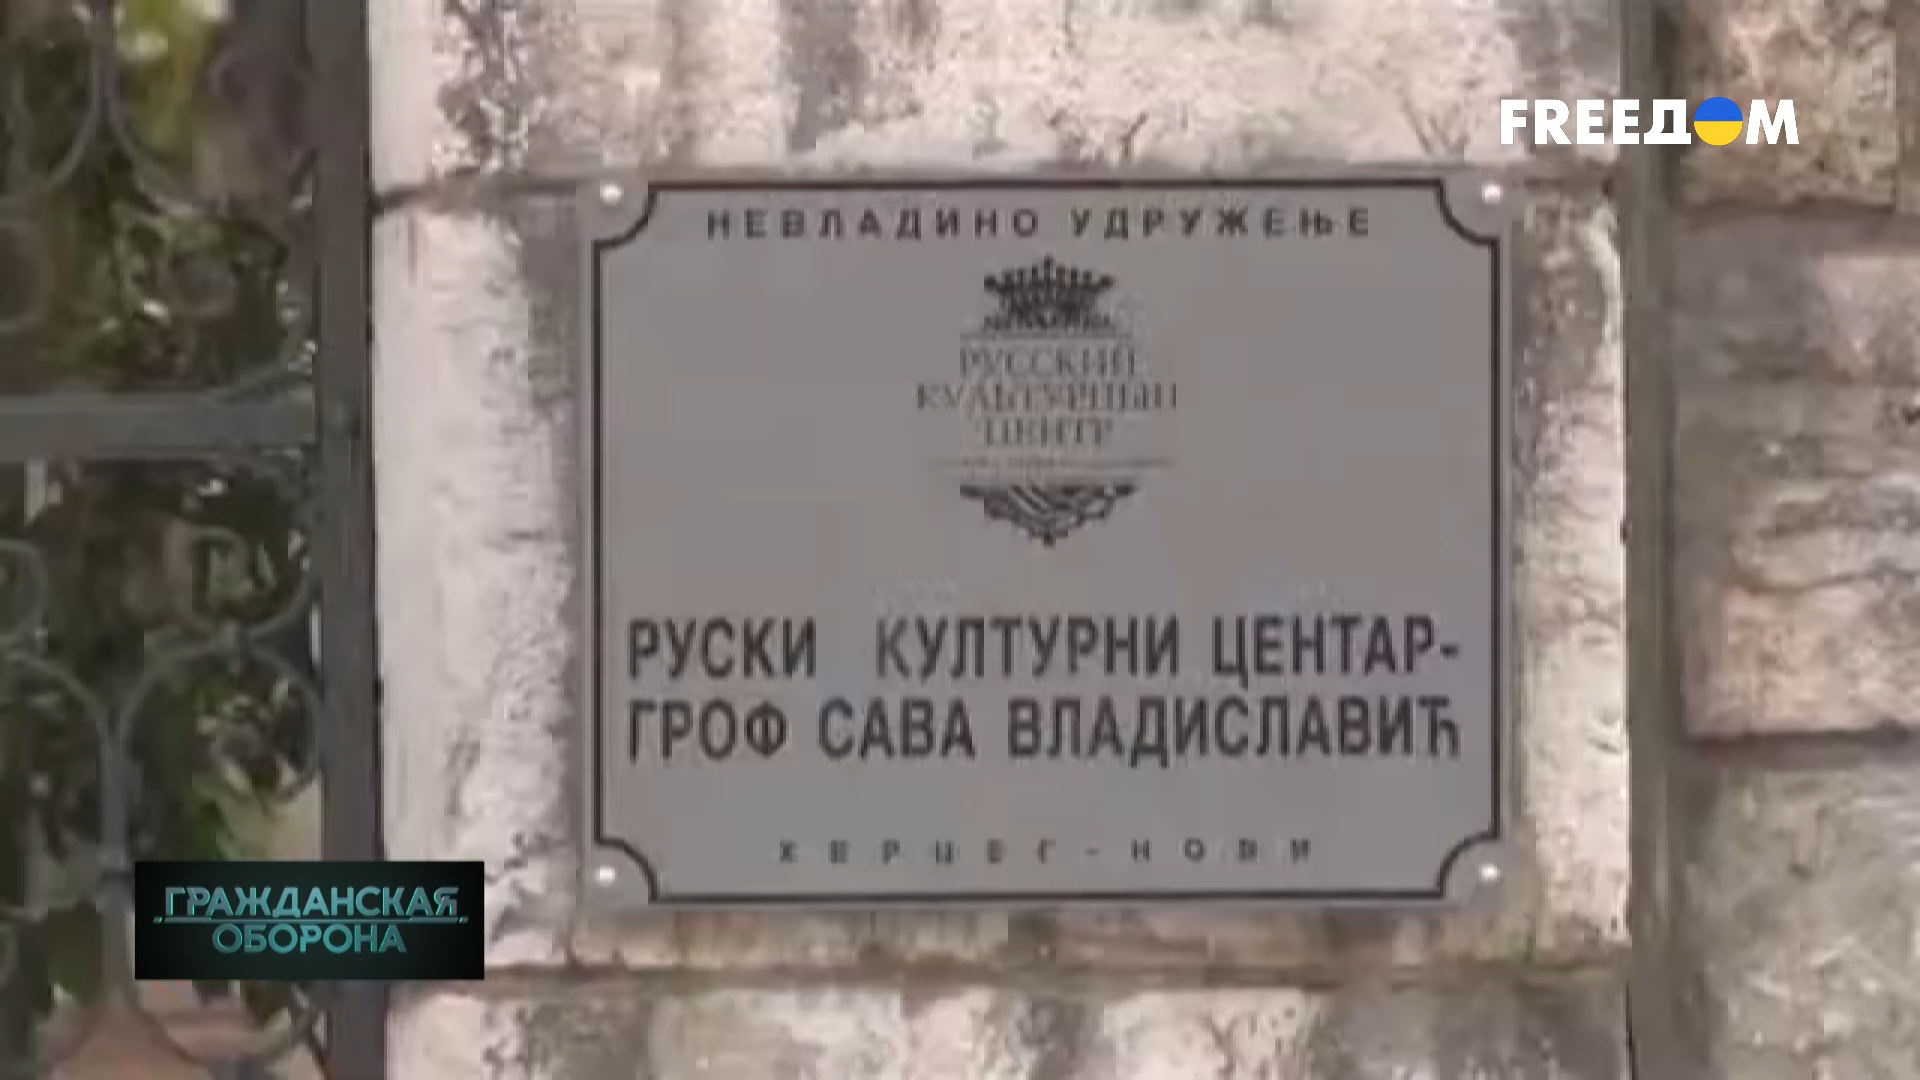 FREEДOM
НЕВЛАДИНО УДРУЖЕЊЕ
РУССКИЙ
КУЛЬТУРНЫЙ
ЦЕНТР
РУСКИ КУЛТУРНИ ЦЕНТАР-
ГРОФ САВА ВЛАДИСЛАВИЋ
ХЕРЦЕГ-НОВИ
ГРАЖДАНСКАЯ
ОБОРОНА